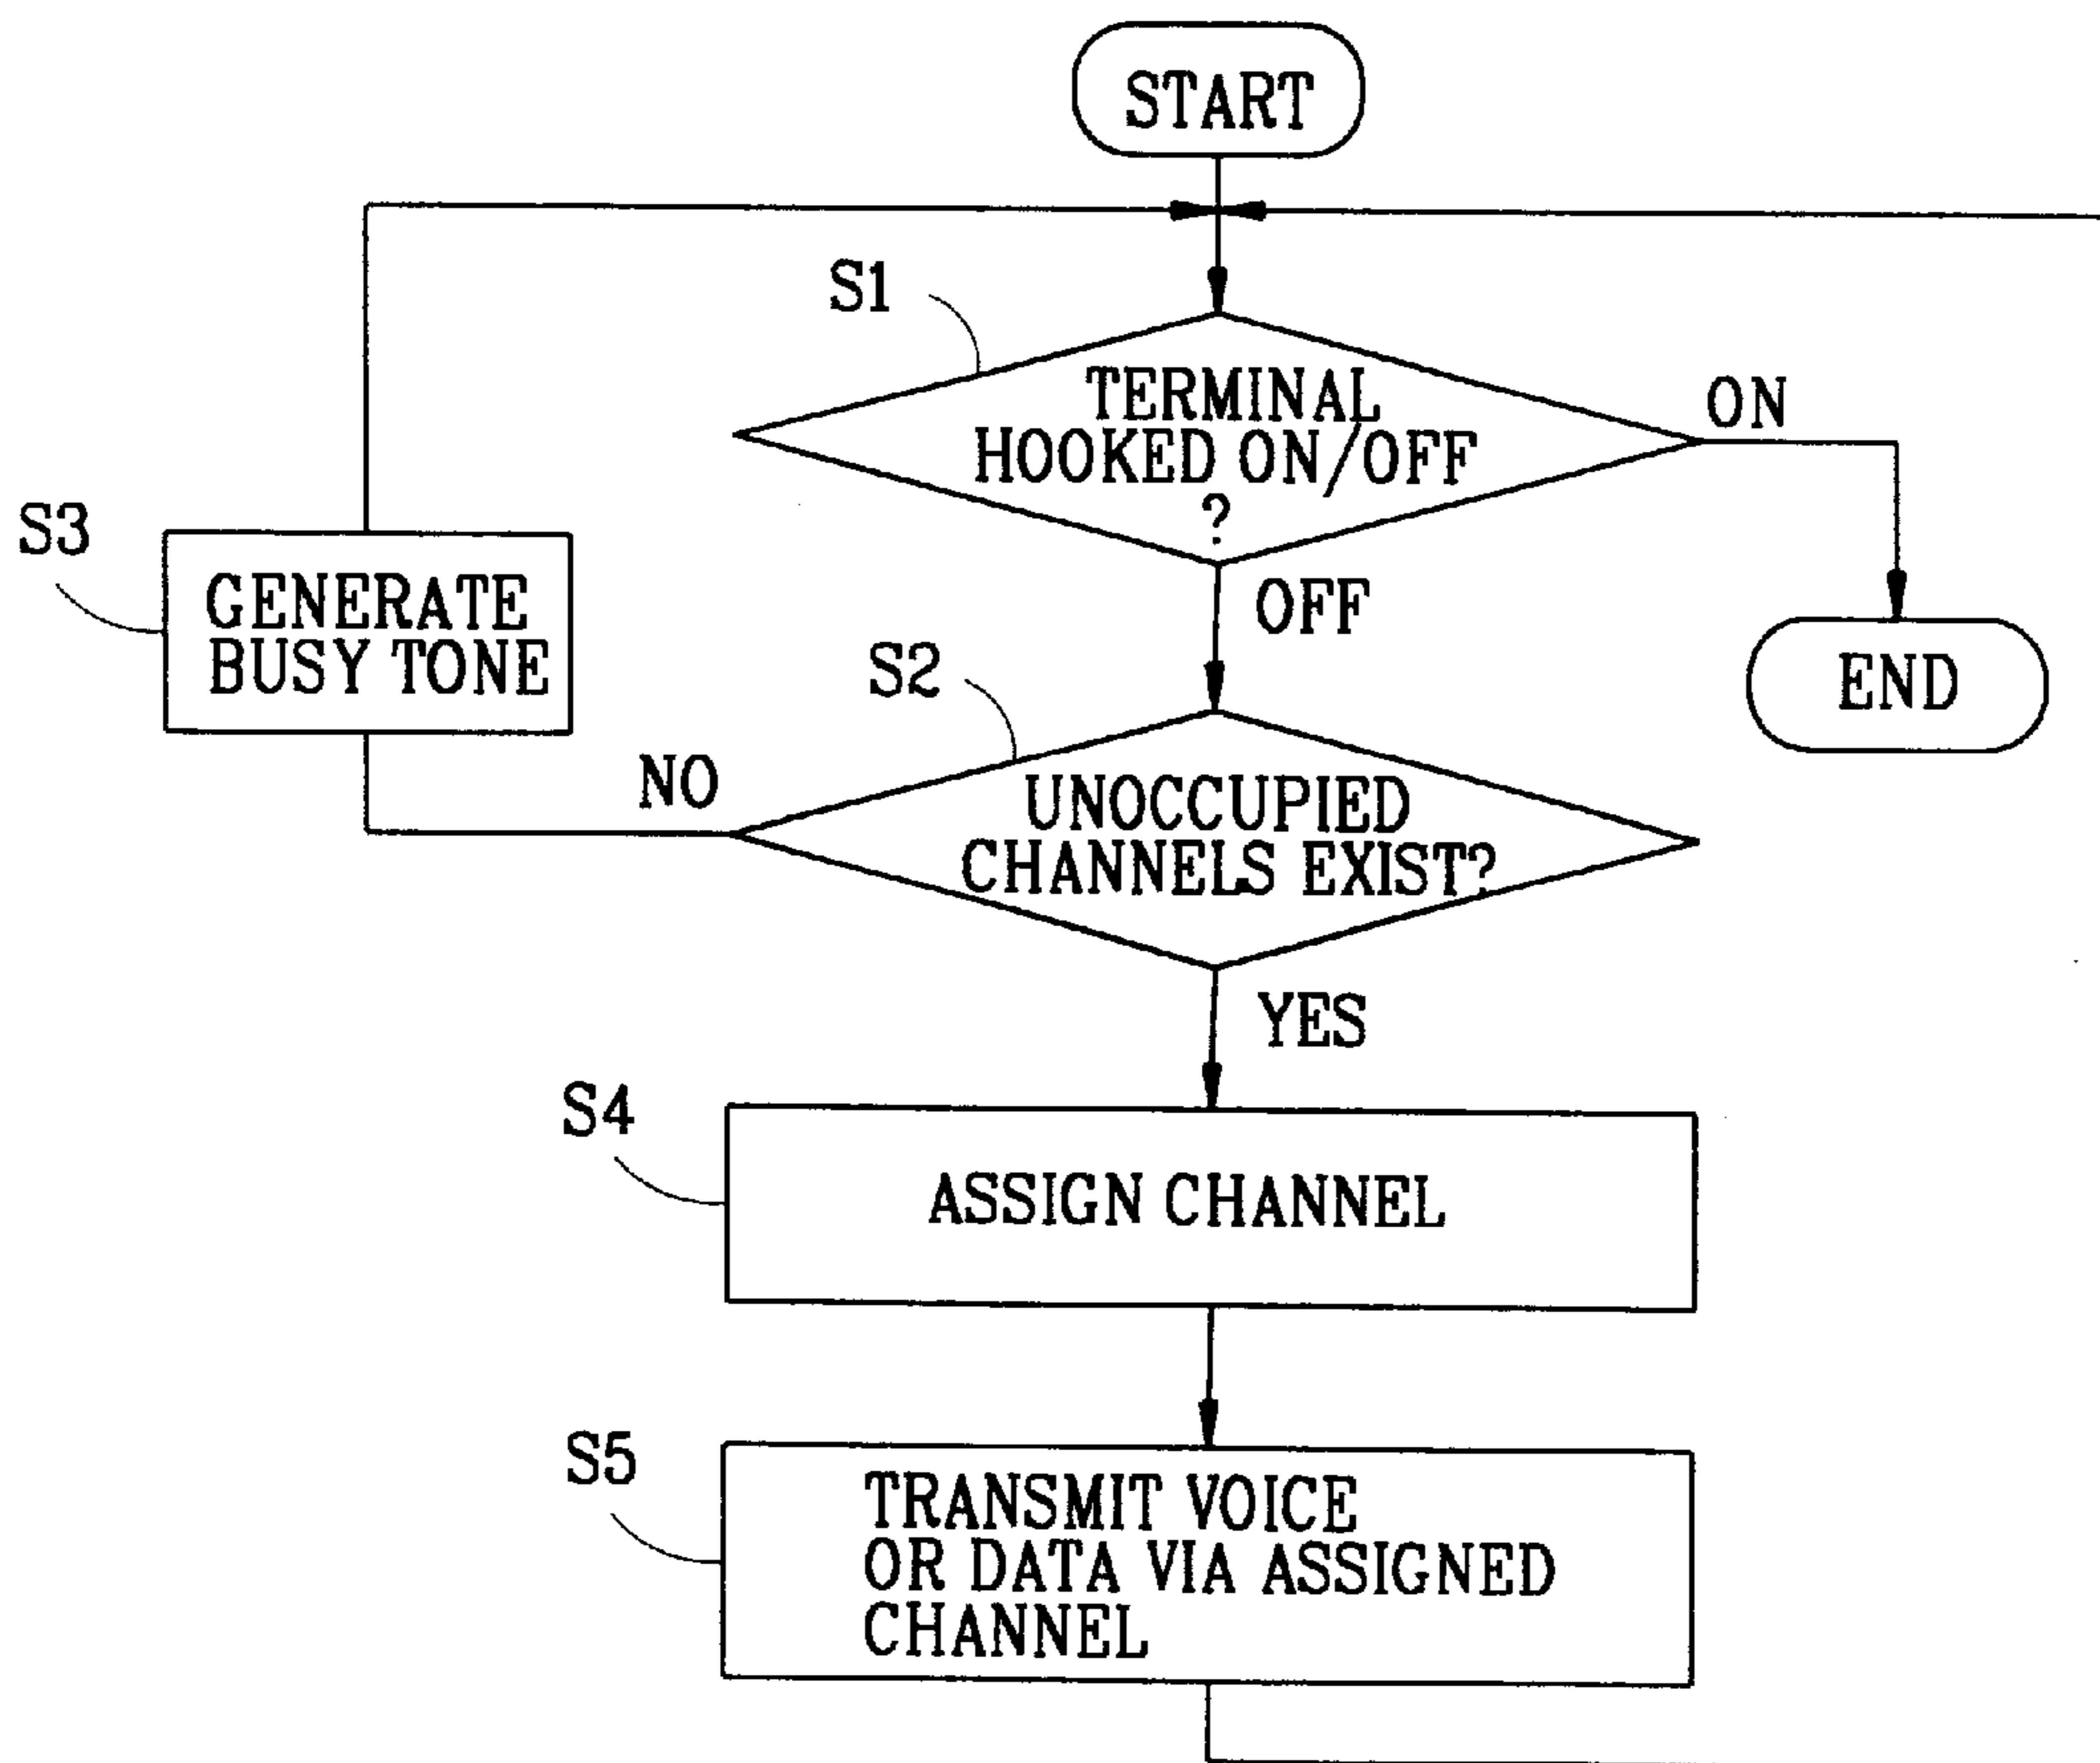 START
S1
TERMINAL
HOOKED ON/OFF
?
ON
S3
GENERATE
BUSY TONE
OFF
END
S2
NO
UNOCCUPIED
CHANNELS EXIST?
YES
S4
ASSIGN CHANNEL
S5
TRANSMIT VOICE
OR DATA VIA ASSIGNED
CHANNEL